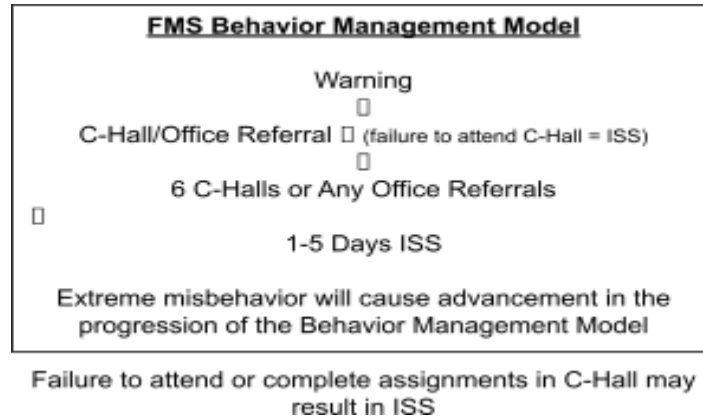 FMS Behavior Management Model
Warning
▯
C-Hall/Office Referral ▯ (failure to attend C-Hall = ISS)
▯
6 C-Halls or Any Office Referrals
▯
1-5 Days ISS
Extreme misbehavior will cause advancement in the
progression of the Behavior Management Model
Failure to attend or complete assignments in C-Hall may
result in ISS